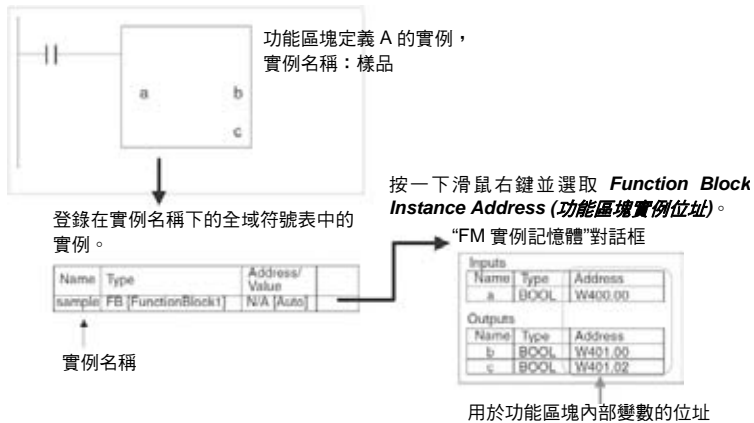 功能區塊定義 A 的實例，
實例名稱：樣品
a
b
c
按一下滑鼠右鍵並選取 Function Block
Instance Address (功能區塊實例位址)。
登錄在實例名稱下的全域符號表中的
實例。
“FM 實例記憶體”對話框
Name Type Address/
Value
sample FB [FunctionBlock1] N/A [Auto]
實例名稱
Inputs
Name Type Address
a BOOL W400.00
Outputs
Name Type Address
b BOOL W401.00
c BOOL W401.02
用於功能區塊內部變數的位址